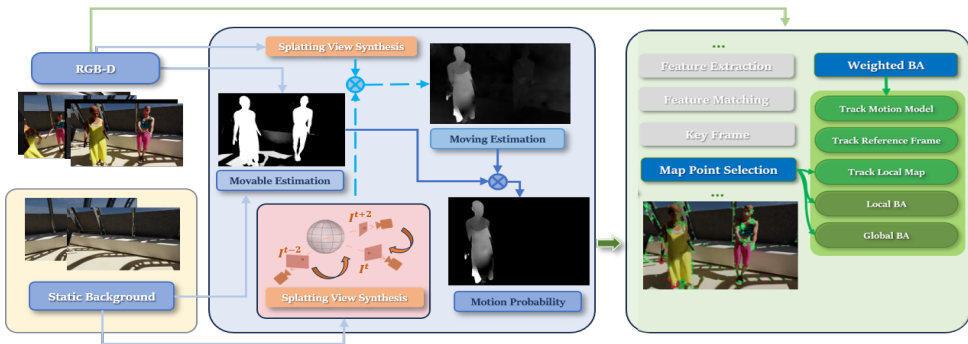 RGB-D
Static Background
Splatting View Synthesis
Movable Estimation
Moving Estimation
I^{t+2}
I^{t-2}
I^t
Splatting View Synthesis
Motion Probability
...
Feature Extraction
Feature Matching
Key Frame
Map Point Selection
...
Weighted BA
Track Motion Model
Track Reference Frame
Track Local Map
Local BA
Global BA